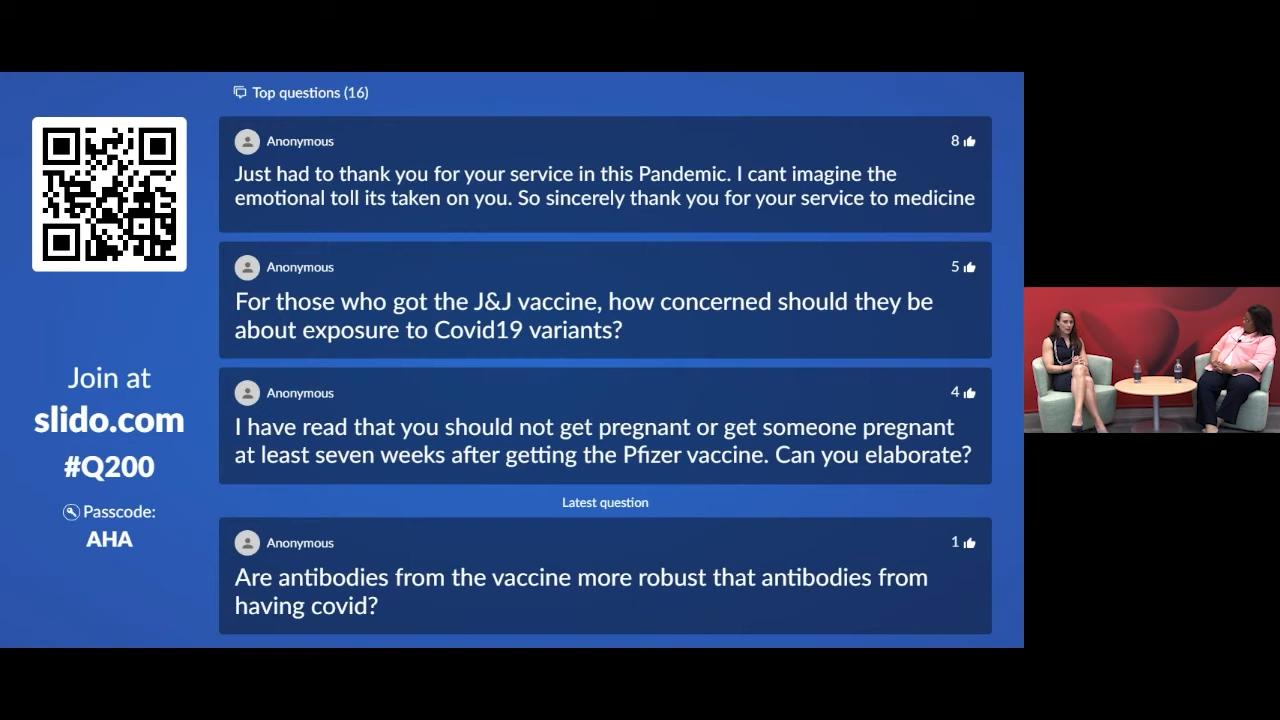 Top questions (16)
Anonymous
8
Just had to thank you for your service in this Pandemic. I cant imagine the
emotional toll its taken on you. So sincerely thank you for your service to medicine
Anonymous
5
For those who got the J&J vaccine, how concerned should they be
about exposure to Covid19 variants?
Anonymous
4
I have read that you should not get pregnant or get someone pregnant
at least seven weeks after getting the Pfizer vaccine. Can you elaborate?
Latest question
Anonymous
1
Are antibodies from the vaccine more robust that antibodies from
having covid?
Join at
slido.com
#Q200
Passcode:
AHA